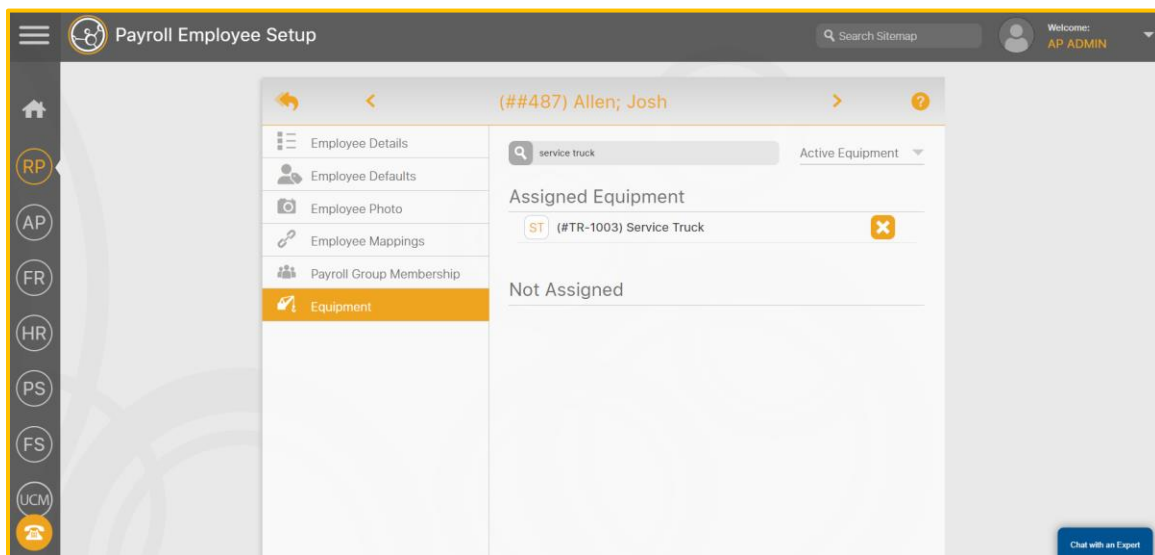 Payroll Employee Setup
Search Sitemap
Welcome:
AP ADMIN
(##487) Allen; Josh
?
RP
AP
FR
HR
PS
FS
UCM
Employee Details
Employee Defaults
Employee Photo
Employee Mappings
Payroll Group Membership
Equipment
service truck
Active Equipment
Assigned Equipment
ST (#TR-1003) Service Truck
Not Assigned
Chat with an Expert